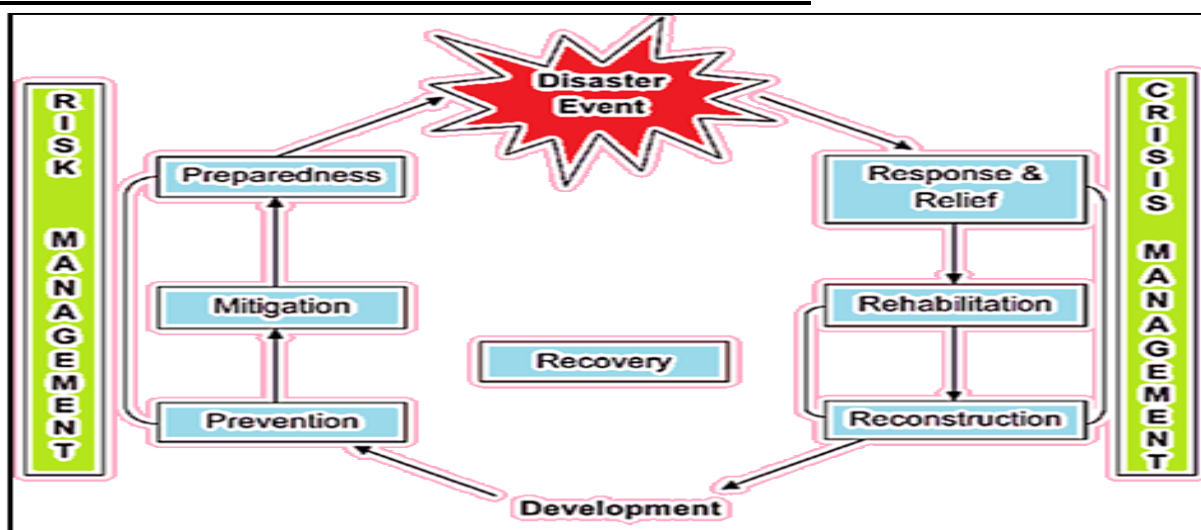 Disaster
Event
RISK MANAGEMENT
CRISIS MANAGEMENT
Preparedness
Response &
Relief
Mitigation
Rehabilitation
Recovery
Prevention
Reconstruction
Development